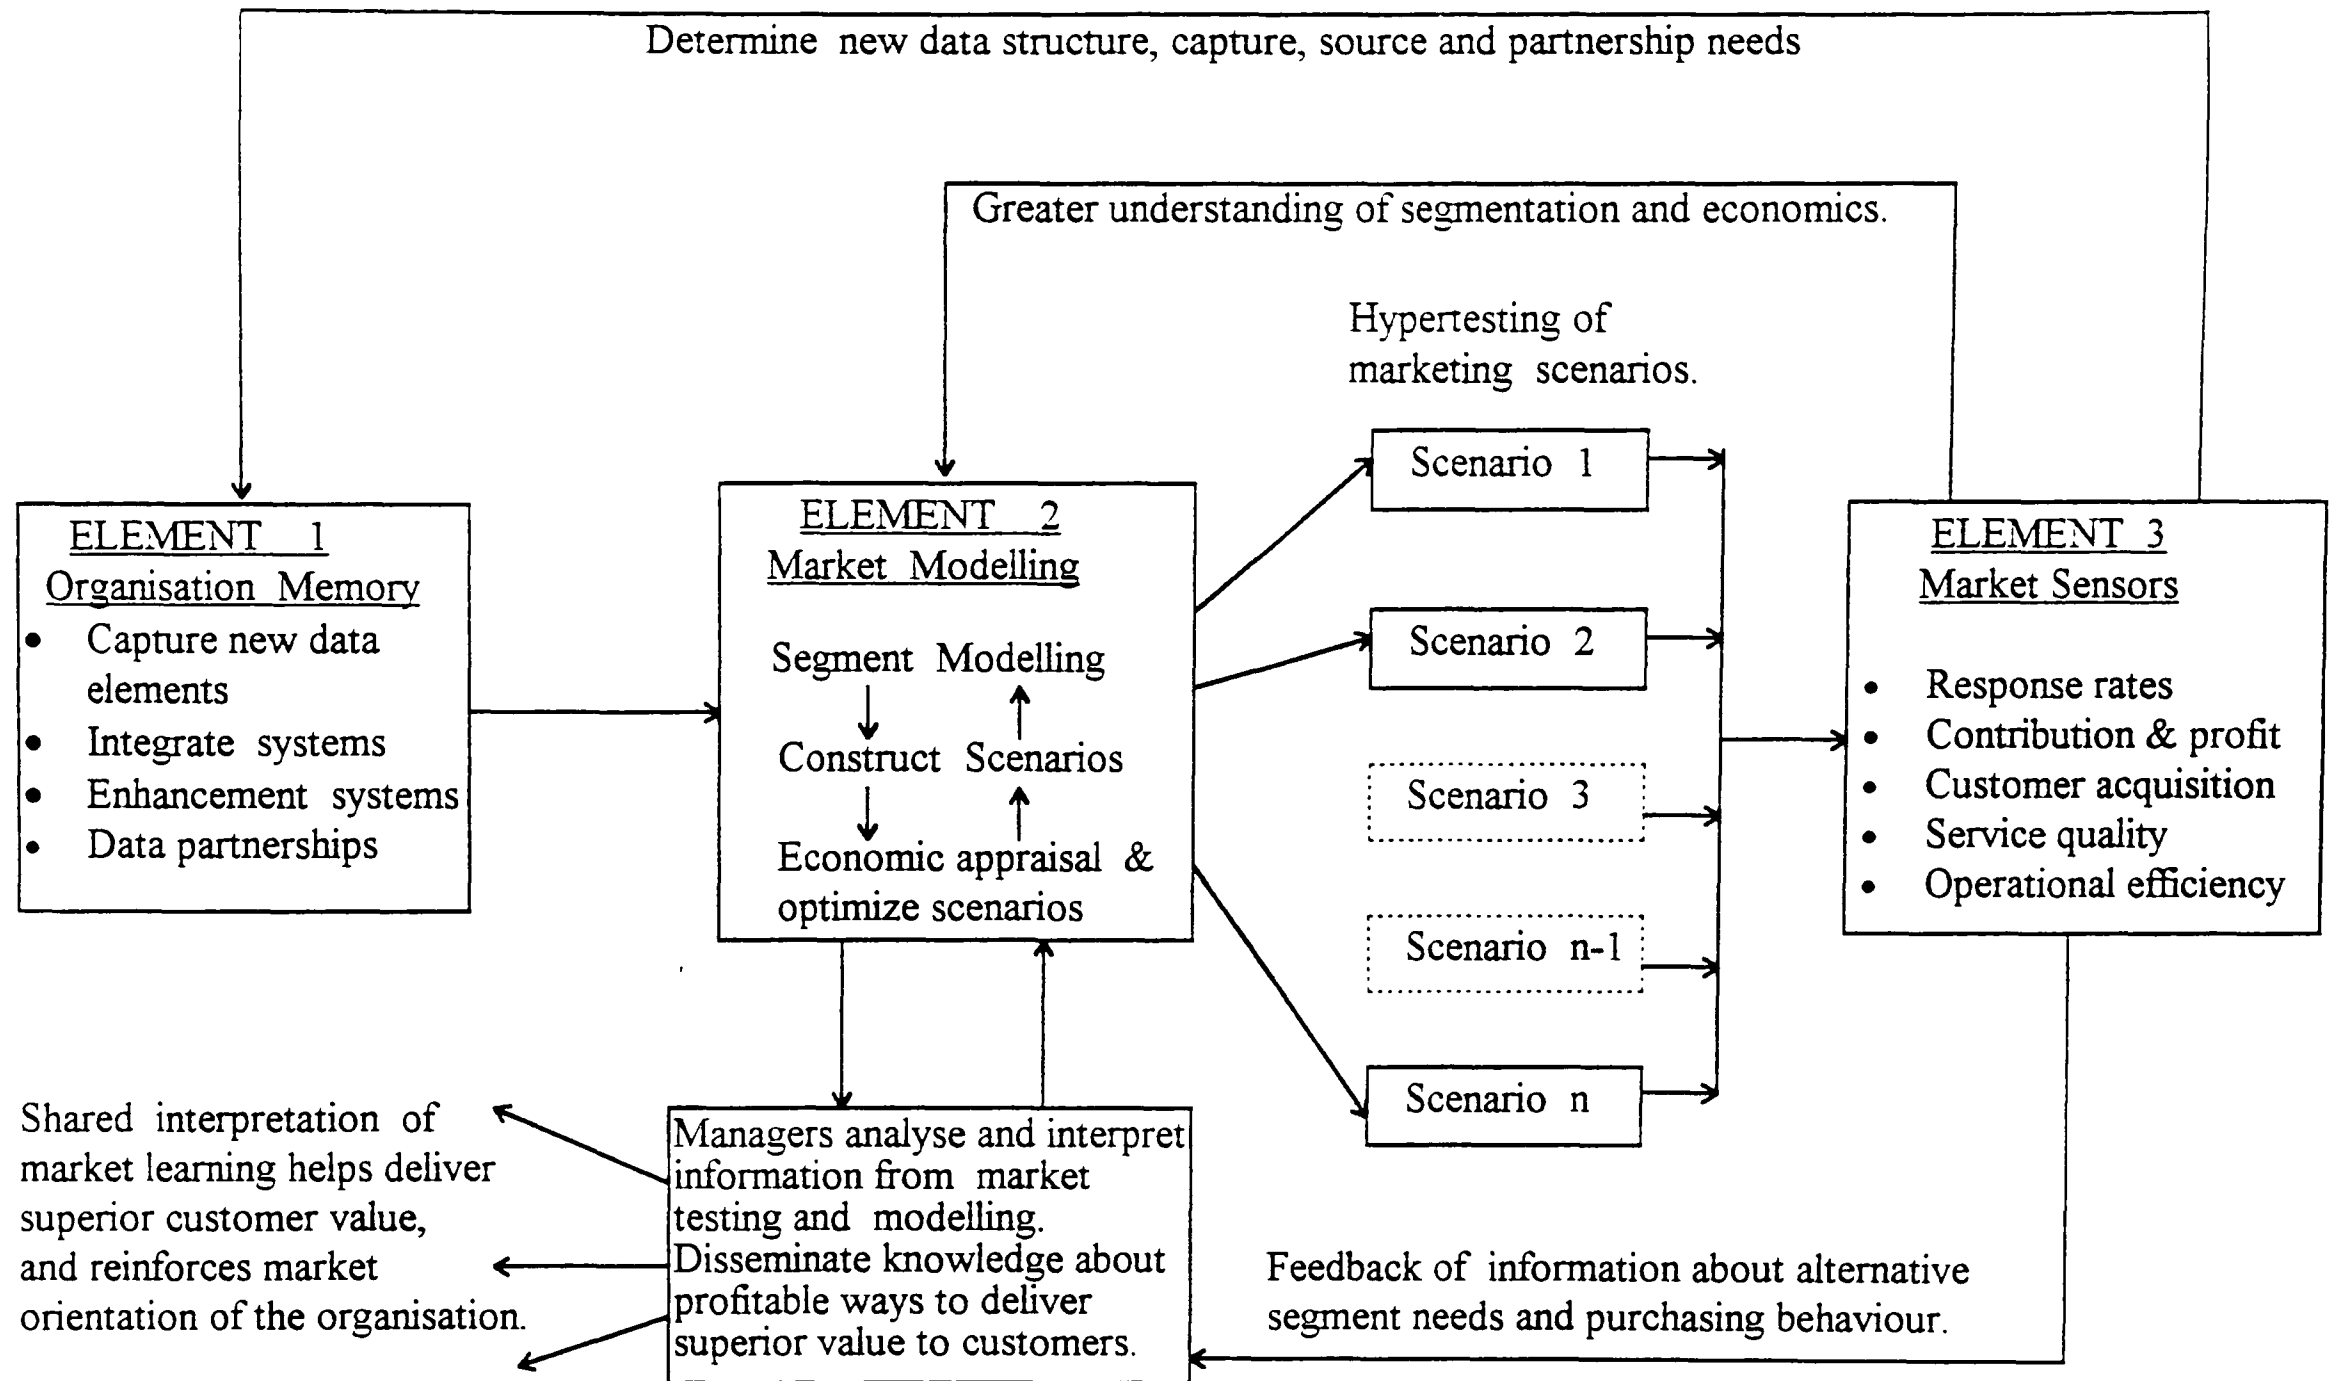 Determine new data structure, capture, source and partnership needs
Greater understanding of segmentation and economics.
Hypertesting of
marketing scenarios.
ELEMENT 1
Organisation Memory
• Capture new data
elements
• Integrate systems
• Enhancement systems
• Data partnerships
ELEMENT 2
Market Modelling
Segment Modelling
Construct Scenarios
Economic appraisal &
optimize scenarios
Scenario 1
Scenario 2
Scenario 3
Scenario n-1
Scenario n
ELEMENT 3
Market Sensors
• Response rates
• Contribution & profit
• Customer acquisition
• Service quality
• Operational efficiency
Shared interpretation of
market learning helps deliver
superior customer value,
and reinforces market
orientation of the organisation.
Managers analyse and interpret
information from market
testing and modelling.
Disseminate knowledge about
profitable ways to deliver
superior value to customers.
Feedback of information about alternative
segment needs and purchasing behaviour.